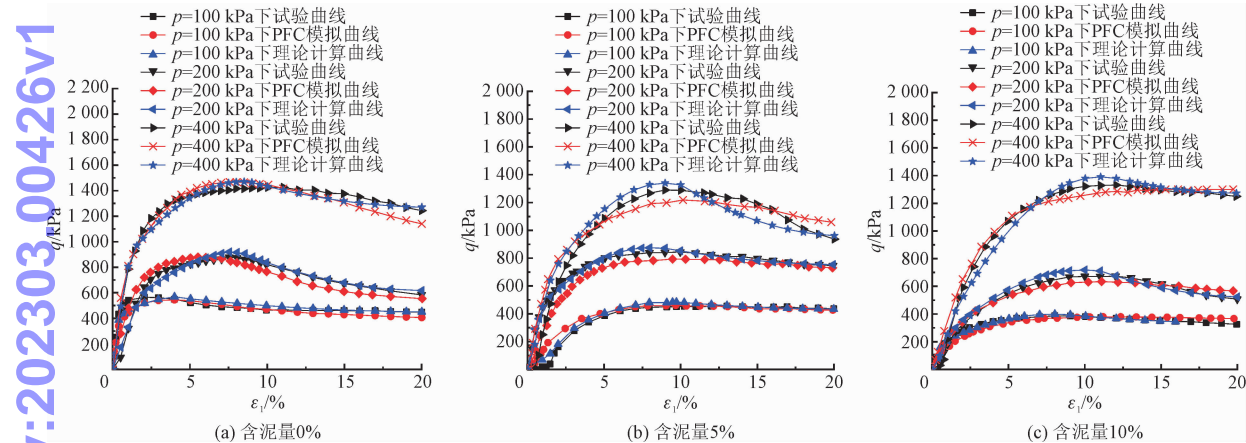 y:202303.00426v1
p=100 kPa下试验曲线
p=100 kPa下PFC模拟曲线
p=100 kPa下理论计算曲线
p=200 kPa下试验曲线
p=200 kPa下PFC模拟曲线
p=200 kPa下理论计算曲线
p=400 kPa下试验曲线
p=400 kPa下PFC模拟曲线
p=400 kPa下理论计算曲线
2 200
2 000
1 800
1 600
1 400
1 200
1 000
800
600
400
200
q/kPa
0 5 10 15 20
ε₁/%
(a) 含泥量0%
p=100 kPa下试验曲线
p=100 kPa下PFC模拟曲线
p=100 kPa下理论计算曲线
p=200 kPa下试验曲线
p=200 kPa下PFC模拟曲线
p=200 kPa下理论计算曲线
p=400 kPa下试验曲线
p=400 kPa下PFC模拟曲线
p=400 kPa下理论计算曲线
2 000
1 800
1 600
1 400
1 200
1 000
800
600
400
200
q/kPa
0 5 10 15 20
ε₁/%
(b) 含泥量5%
p=100 kPa下试验曲线
p=100 kPa下PFC模拟曲线
p=100 kPa下理论计算曲线
p=200 kPa下试验曲线
p=200 kPa下PFC模拟曲线
p=200 kPa下理论计算曲线
p=400 kPa下试验曲线
p=400 kPa下PFC模拟曲线
p=400 kPa下理论计算曲线
2 000
1 800
1 600
1 400
1 200
1 000
800
600
400
200
q/kPa
0 5 10 15 20
ε₁/%
(c) 含泥量10%